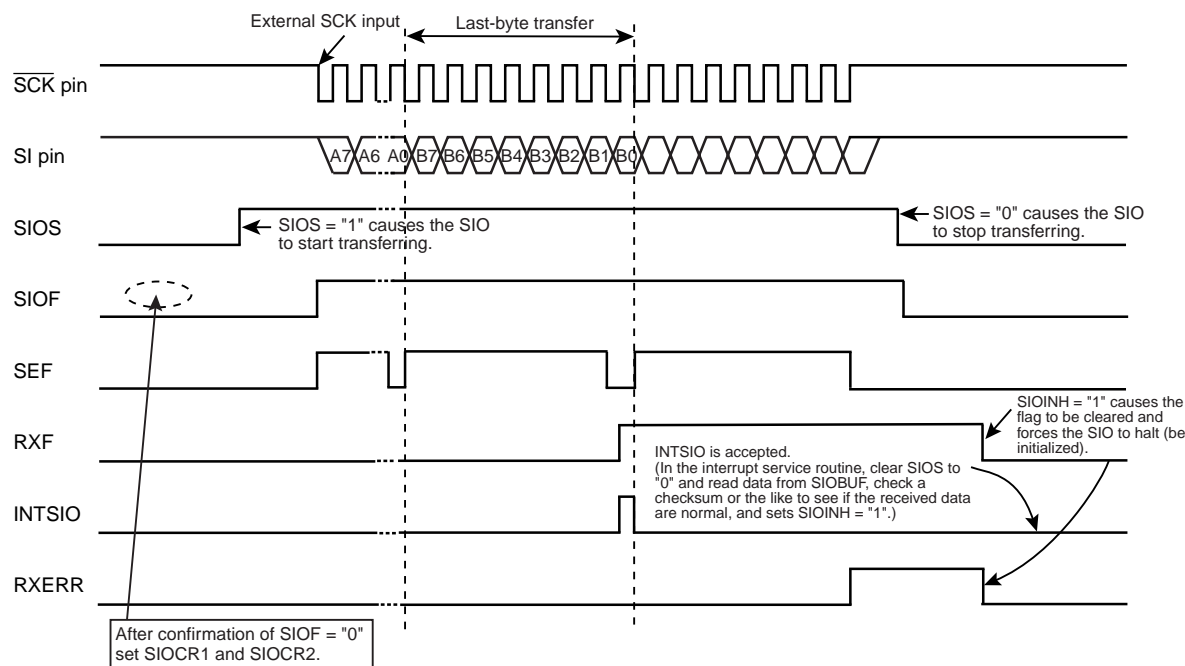 External SCK input
Last-byte transfer
SCK pin
SI pin
A7 A6 A0 B7 B6 B5 B4 B3 B2 B1 B0
SIOS
SIOS = "1" causes the SIO
to start transferring.
SIOS = "0" causes the SIO
to stop transferring.
SIOF
SEF
RXF
SIOINH = "1" causes the
flag to be cleared and
forces the SIO to halt (be
initialized).
INTSIO is accepted.
(In the interrupt service routine, clear SIOS to
"0" and read data from SIOBUF, check a
checksum or the like to see if the received data
are normal, and sets SIOINH = "1".)
INTSIO
RXERR
After confirmation of SIOF = "0"
set SIOCR1 and SIOCR2.